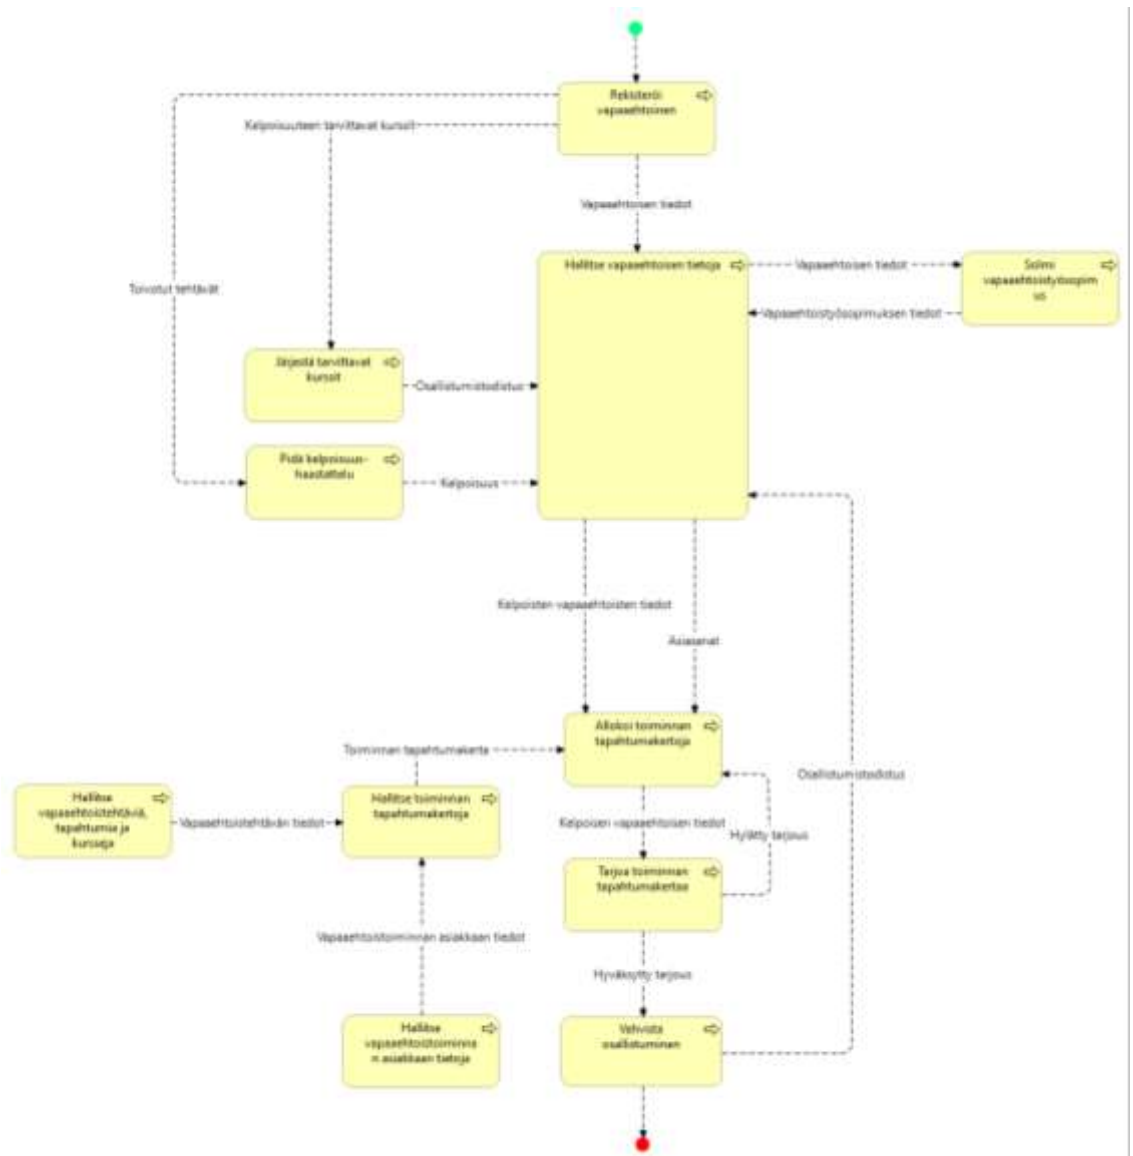 Rekisteröi
vapaaehtoinen
Kelpoisuuteen tarvittavat kurssit
Vapaaehtoisen tiedot
Hallitse vapaaehtoisen tietoja
Vapaaehtoisen tiedot
Solmi
vapaaehtoistyösopi
us
Toivotut tehtävät
Vapaaehtoistyösopimuksen tiedot
Järjestä tarvittavat
kurssit
Osallistumistodistus
Pidä kelpoisuus-
haastattelu
Kelpoisuus
Kelpoisten vapaaehtoisten tiedot
Asiasanat
Allokoi toiminnan
tapahtumakertoja
Toiminnan tapahtumakerta
Osallistumistodistus
Hallitse
vapaaehtoistehtäviä,
tapahtumia ja
kursseja
Vapaaehtoistehtävän tiedot
Hallitse toiminnan
tapahtumakertoja
Kelpoisen vapaaehtoisen tiedot
Hylätty tarjous
Tarjoa toiminnan
tapahtumakertaa
Vapaaehtoistoiminnan asiakkaan tiedot
Hyväksytty tarjous
Hallitse
vapaaehtoistoiminna
n asiakkaan tietoja
Vahvista
osallistuminen